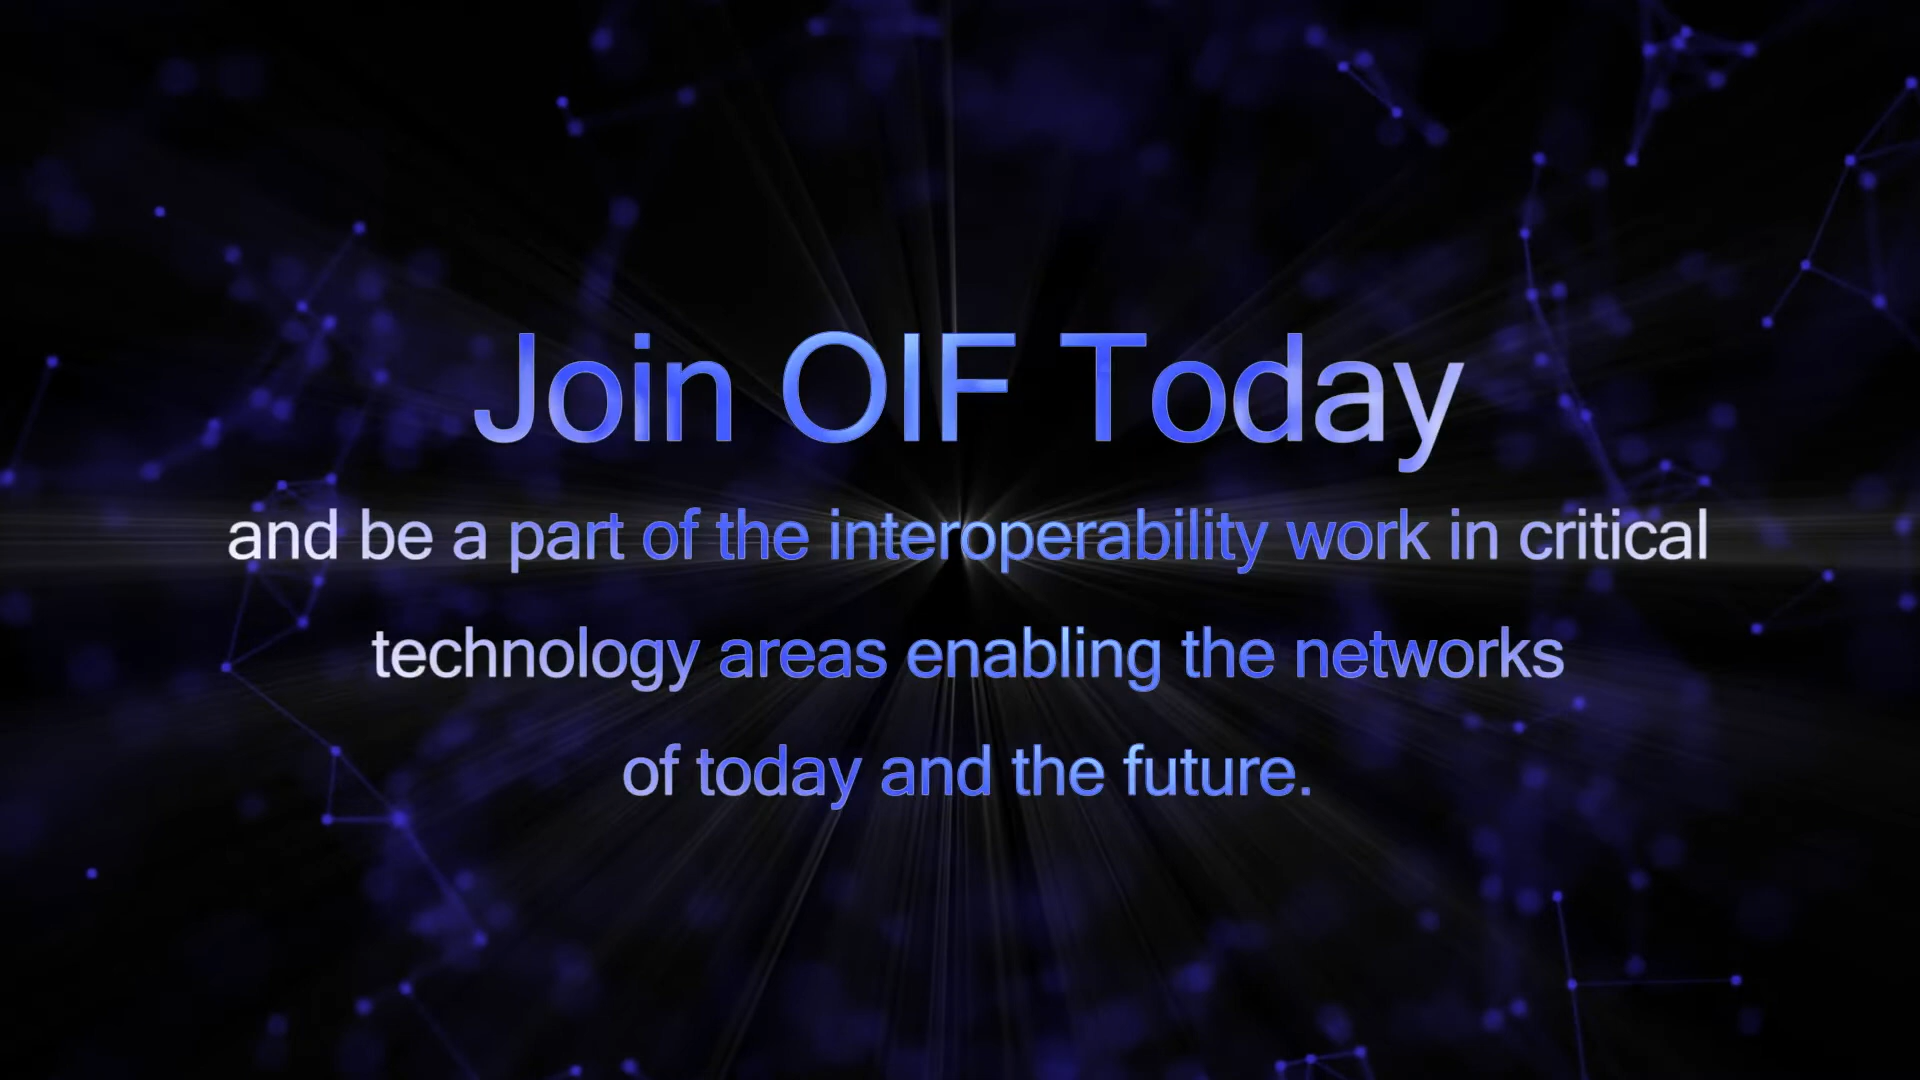 Join OIF Today
and be a part of the interoperability work in critical
technology areas enabling the networks
of today and the future.